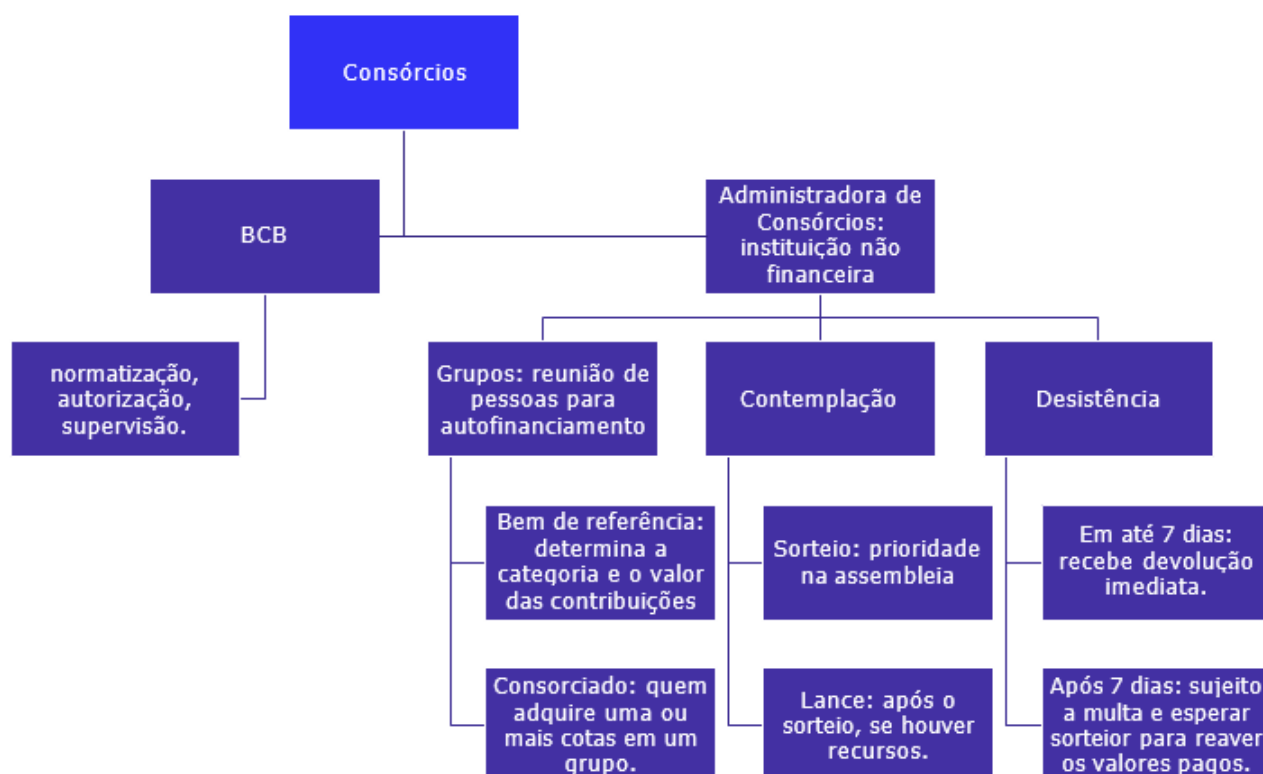 Consórcios
BCB
Administradora de
Consórcios:
instituição não
financeira
normatização,
autorização,
supervisão.
Grupos: reunião de
pessoas para
autofinanciamento
Contemplação
Desistência
Bem de referência:
determina a
categoria e o valor
das contribuições
Sorteio: prioridade
na assembleia
Em até 7 dias:
recebe devolução
imediata.
Consorciado: quem
adquire uma ou
mais cotas em um
grupo.
Lance: após o
sorteio, se houver
recursos.
Após 7 dias: sujeito
a multa e esperar
sorteior para reaver
os valores pagos.